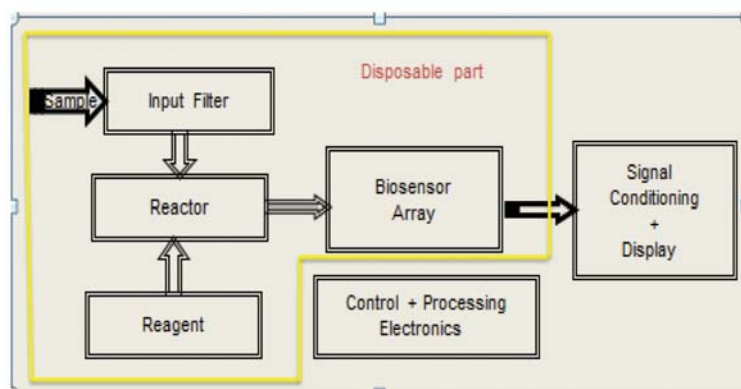 Disposable part
Sample
Input Filter
Reactor
Biosensor
Array
Signal
Conditioning
+
Display
Reagent
Control + Processing
Electronics